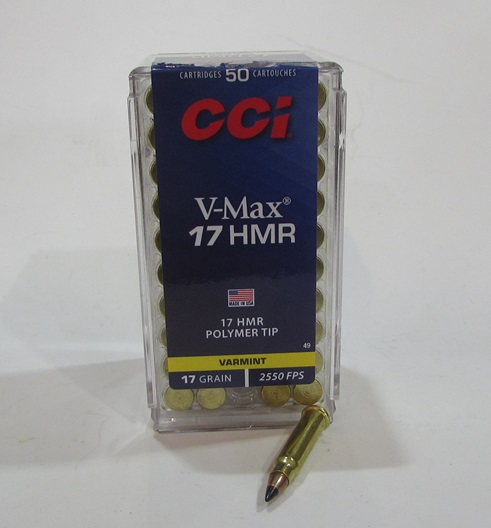 CARTRIDGES 50 CARTOUCHES
CCI
V-Max®
17 HMR
MADE IN USA
17 HMR
POLYMER TIP
49
VARMINT
17 GRAIN 2550 FPS